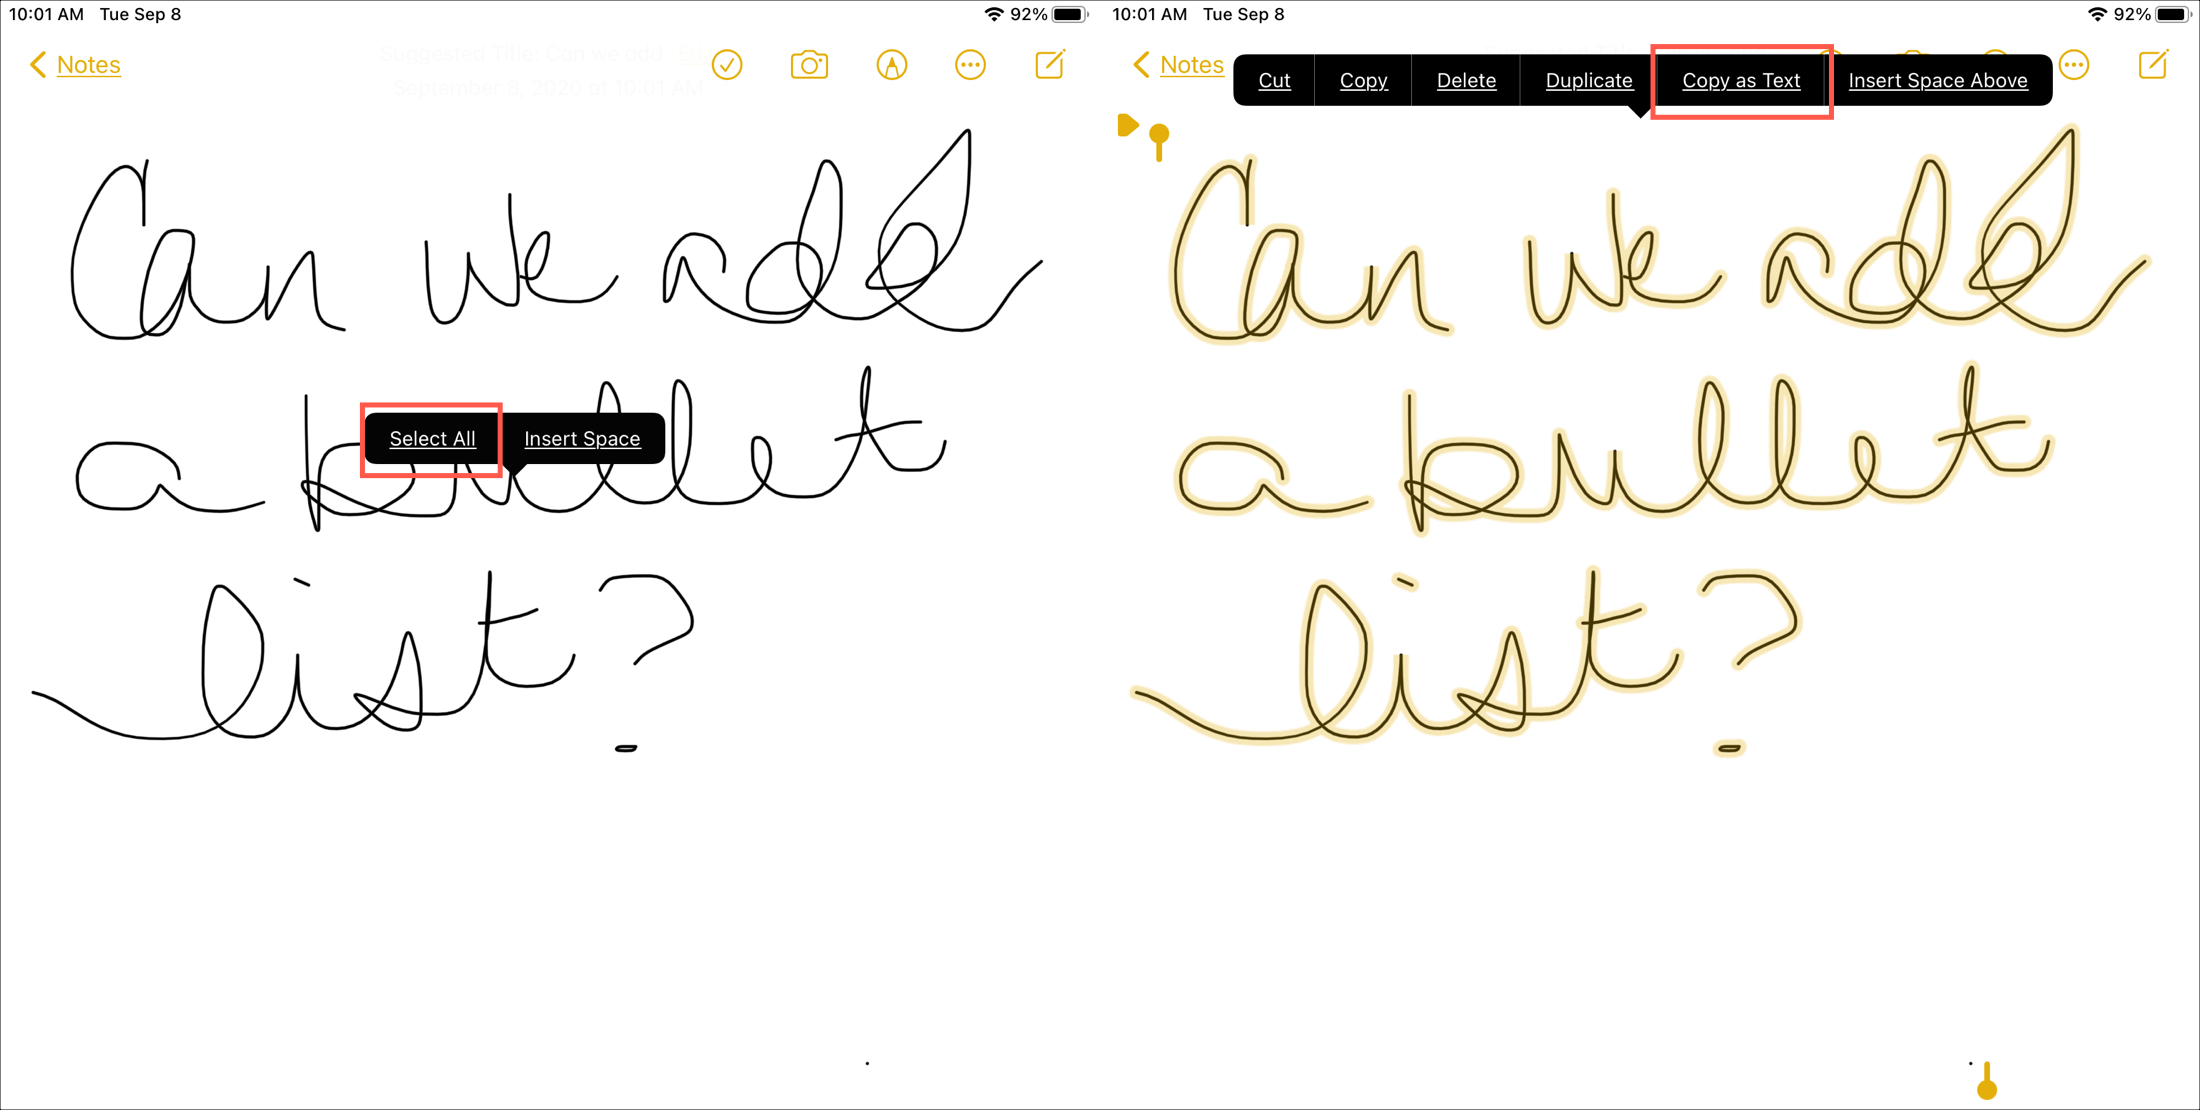 10:01 AM Tue Sep 8
92%
Suggested Title: Can we add
September 8, 2020 at 10:01 AM
Notes
Can we add
a bullet
Select All Insert Space
list?
10:01 AM Tue Sep 8
92%
Notes
Cut Copy Delete Duplicate Copy as Text Insert Space Above
Can we add
a bullet
list?